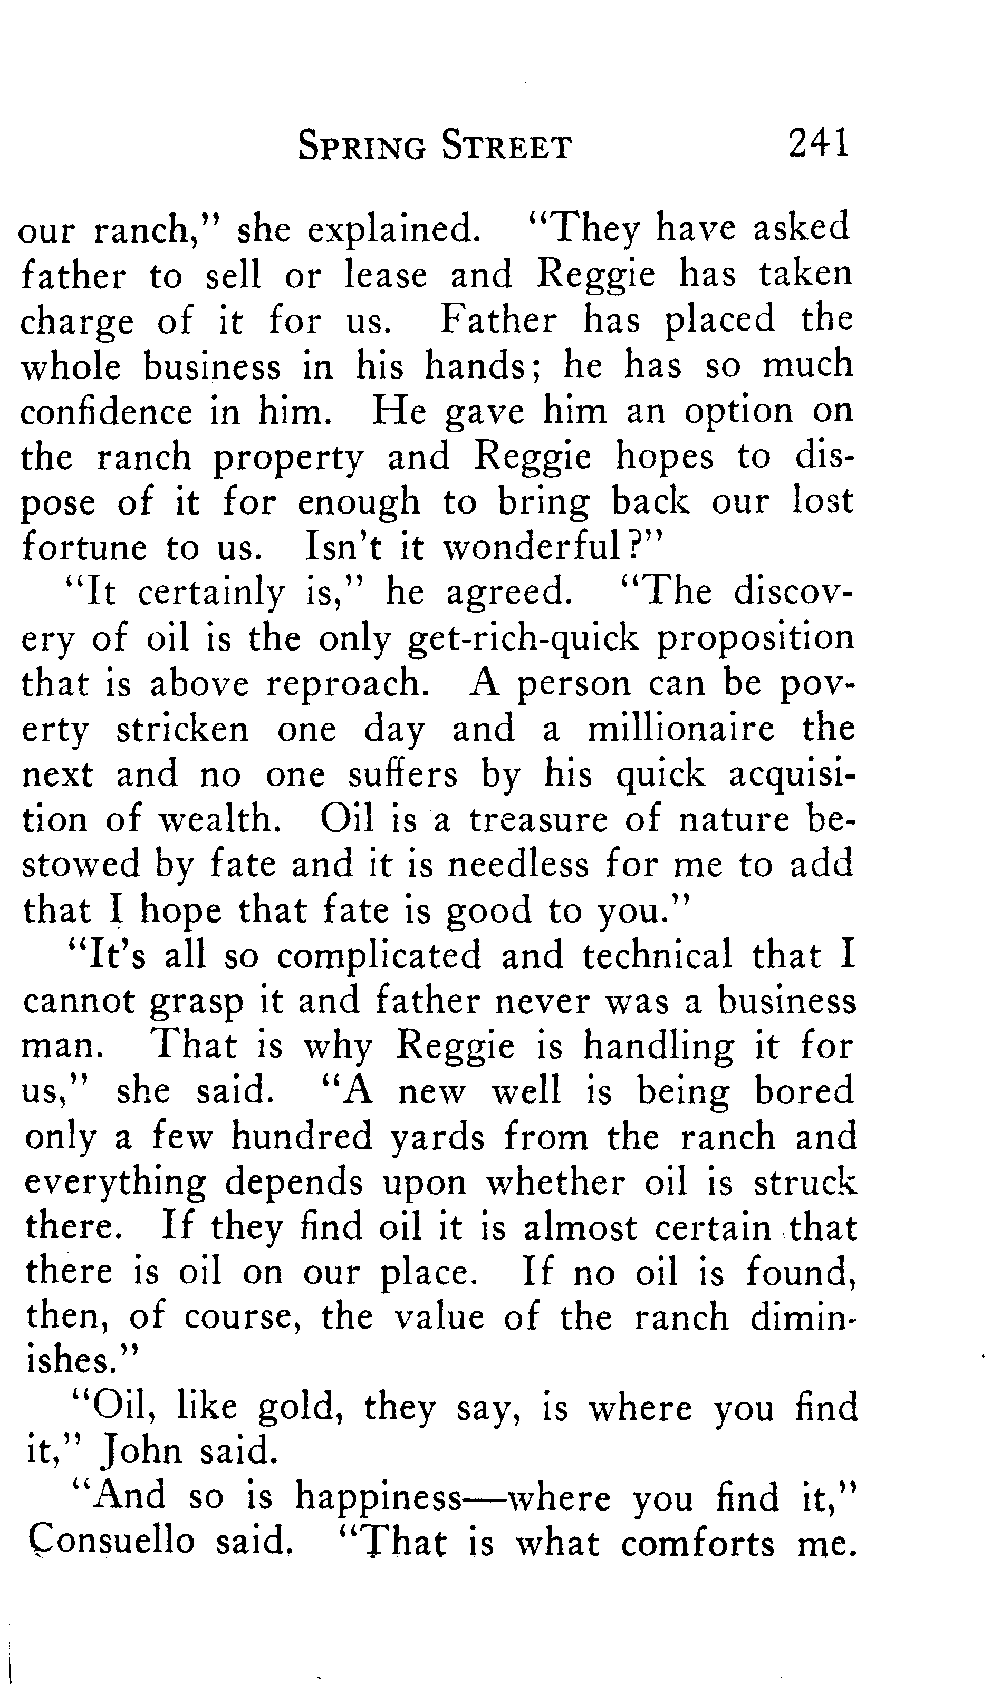 SPRING STREET 241
our ranch,” she explained. “They have asked
father to sell or lease and Reggie has taken
charge of it for us. Father has placed the
whole business in his hands; he has so much
confidence in him. He gave him an option on
the ranch property and Reggie hopes to dis-
pose of it for enough to bring back our lost
fortune to us. Isn't it wonderful?”
“It certainly is,” he agreed. “The discov-
ery of oil is the only get-rich-quick proposition
that is above reproach. A person can be pov-
erty stricken one day and a millionaire the
next and no one suffers by his quick acquisi-
tion of wealth. Oil is a treasure of nature be-
stowed by fate and it is needless for me to add
that I hope that fate is good to you.”
“It's all so complicated and technical that I
cannot grasp it and father never was a business
man. That is why Reggie is handling it for
us,” she said. “A new well is being bored
only a few hundred yards from the ranch and
everything depends upon whether oil is struck
there. If they find oil it is almost certain that
there is oil on our place. If no oil is found,
then, of course, the value of the ranch dimin-
ishes.”
“Oil, like gold, they say, is where you find
it,” John said.
“And so is happiness—where you find it,”
Consuello said. “That is what comforts me.